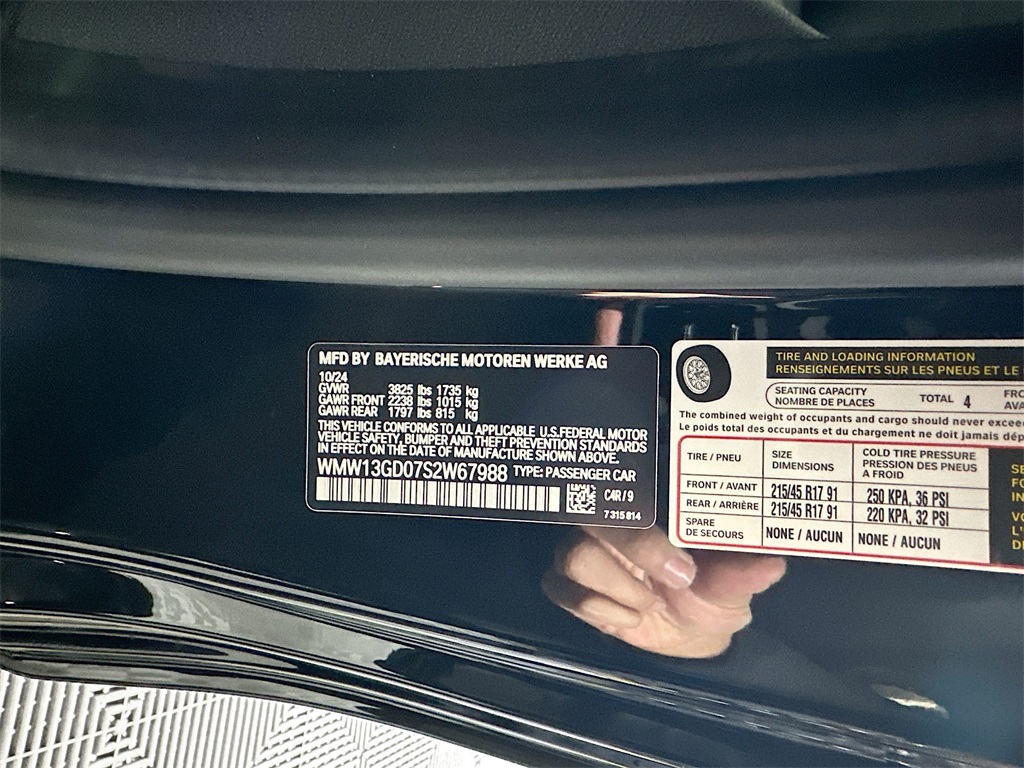 MFD BY BAYERISCHE MOTOREN WERKE AG
10/24
GVWR 3825 lbs 1735 kg
GAWR FRONT 2238 lbs 1015 kg
GAWR REAR 1797 lbs 815 kg
THIS VEHICLE CONFORMS TO ALL APPLICABLE U.S.FEDERAL MOTOR
VEHICLE SAFETY, BUMPER AND THEFT PREVENTION STANDARDS
IN EFFECT ON THE DATE OF MANUFACTURE SHOWN ABOVE.
WMW13GD07S2W67988 TYPE: PASSENGER CAR
C4R / 9
7315814
TIRE AND LOADING INFORMATION
RENSEIGNEMENTS SUR LES PNEUS ET LE
SEATING CAPACITY
NOMBRE DE PLACES
TOTAL 4
The combined weight of occupants and cargo should never
Le poids total des occupants et du chargement ne doit jamais
TIRE / PNEU
SIZE
DIMENSIONS
COLD TIRE PRESSURE
PRESSION DES PNEUS
A FROID
FRONT / AVANT 215/45 R17 91 250 KPA, 36 PSI
REAR / ARRIÈRE 215/45 R17 91 220 KPA, 32 PSI
SPARE
DE SECOURS
NONE / AUCUN NONE / AUCUN